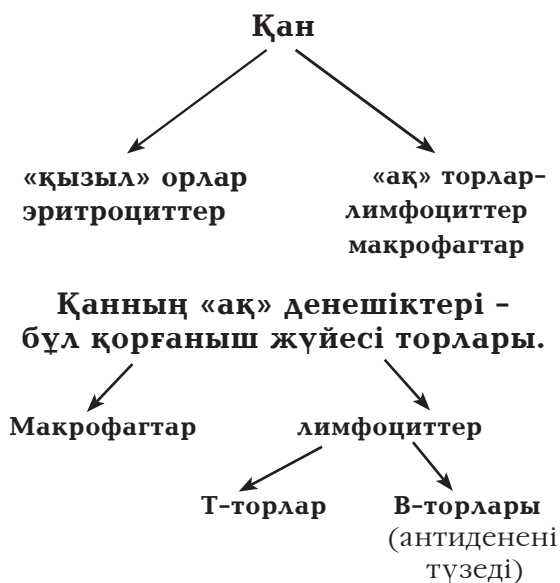 Қан
«қызыл» орлар
эритроциттер
«ақ» торлар-
лимфоциттер
макрофагтар
Қанның «ақ» денешіктері –
бұл қорғаныш жүйесі торлары.
Макрофагтар
лимфоциттер
Т-торлар
В-торлары
(антиденені
түзеді)